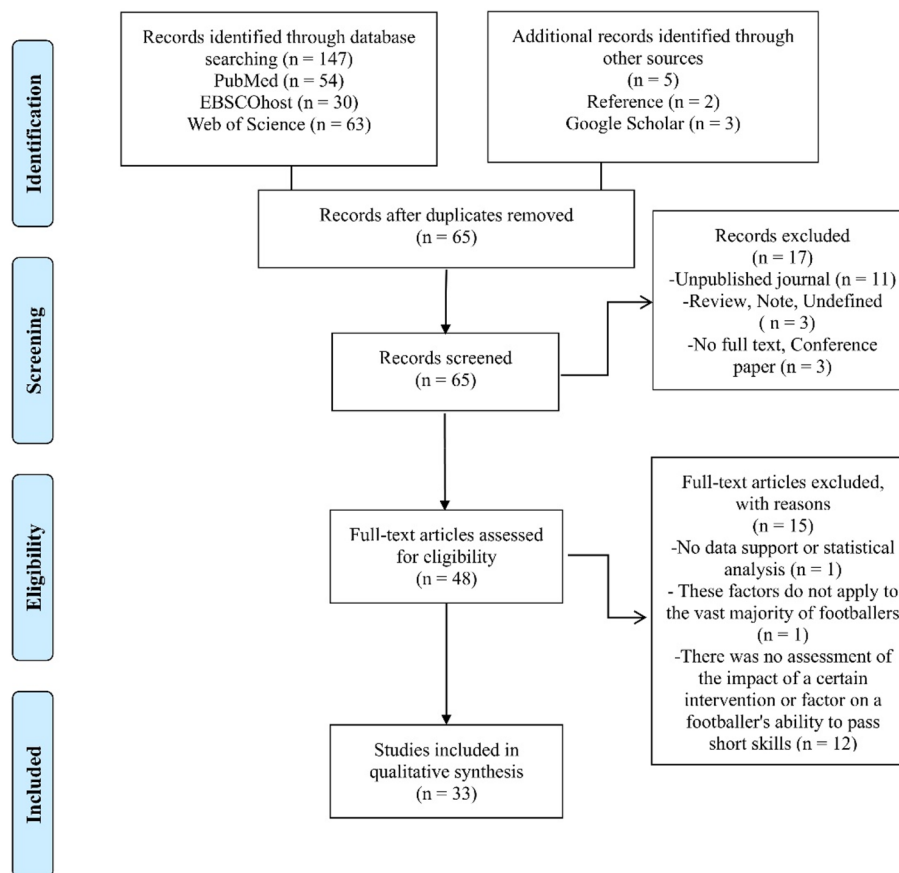 Identification
Records identified through database
searching (n = 147)
PubMed (n = 54)
EBSCOhost (n = 30)
Web of Science (n = 63)
Additional records identified through
other sources
(n = 5)
Reference (n = 2)
Google Scholar (n = 3)
Records after duplicates removed
(n = 65)
Screening
Records screened
(n = 65)
Records excluded
(n = 17)
-Unpublished journal (n = 11)
-Review, Note, Undefined
( n = 3)
-No full text, Conference
paper (n = 3)
Eligibility
Full-text articles assessed
for eligibility
(n = 48)
Full-text articles excluded,
with reasons
(n = 15)
-No data support or statistical
analysis (n = 1)
- These factors do not apply to
the vast majority of footballers
(n = 1)
-There was no assessment of
the impact of a certain
intervention or factor on a
footballer's ability to pass
short skills (n = 12)
Included
Studies included in
qualitative synthesis
(n = 33)